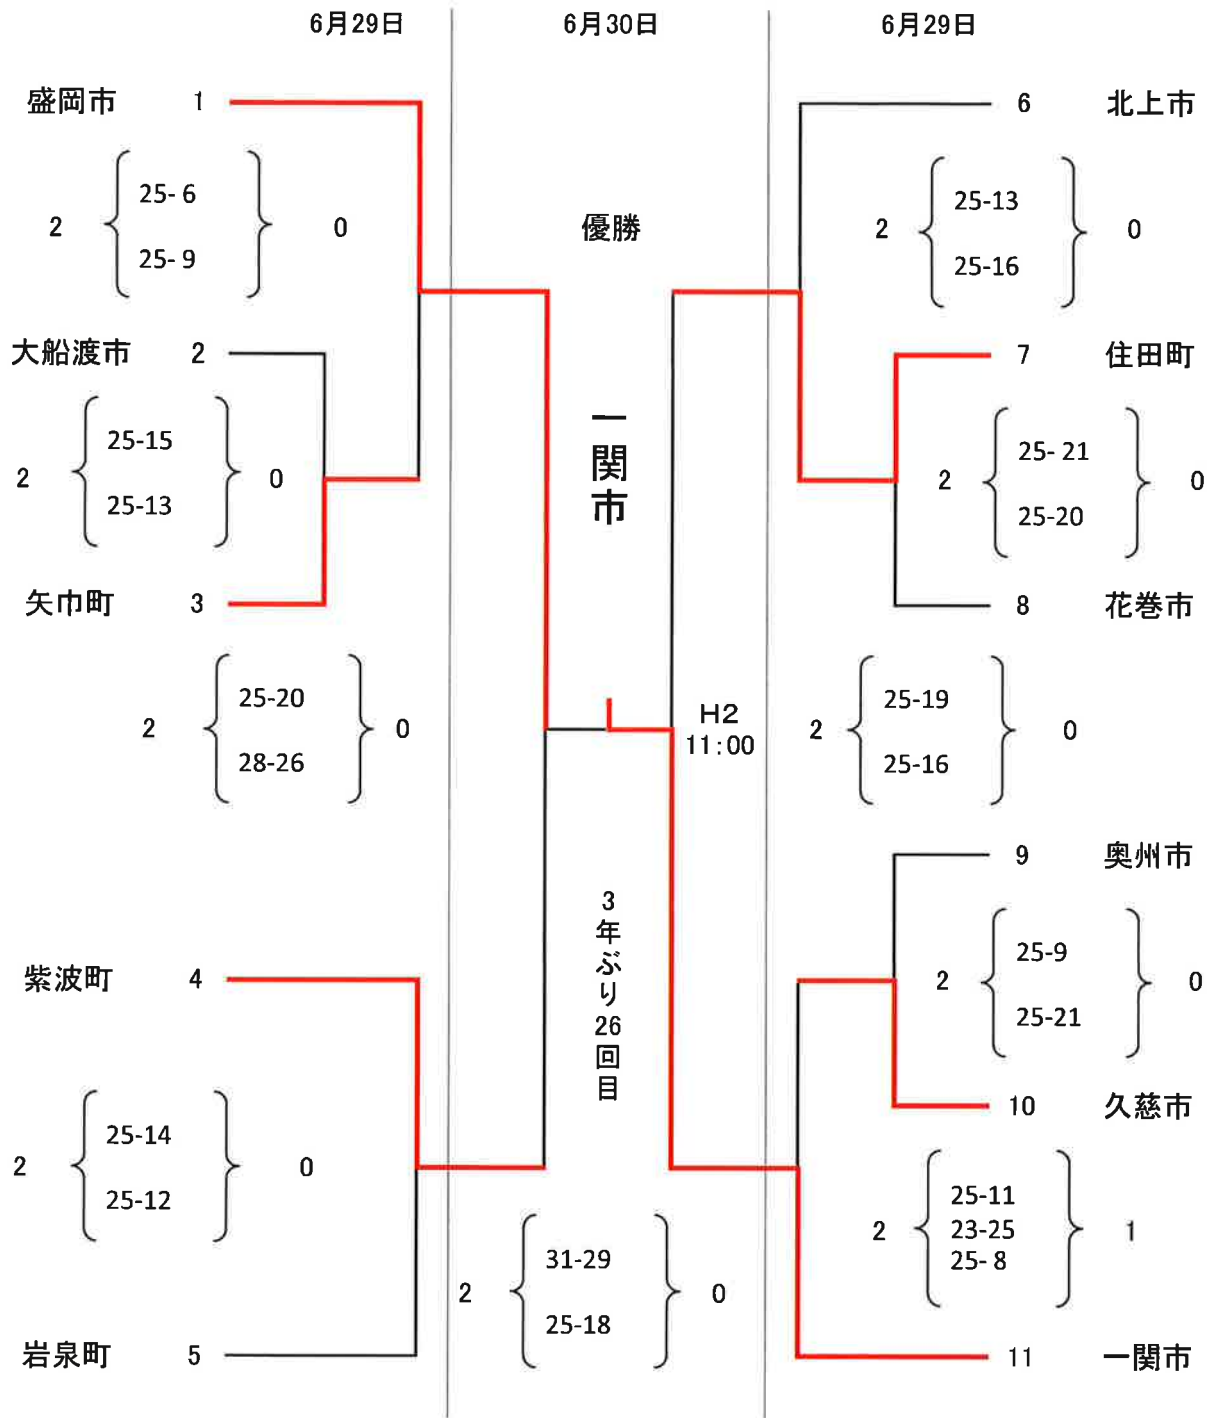 6月29日
6月30日
6月29日
盛岡市 1
6 北上市
2 25- 6 0
25- 9
優勝
2 25-13 0
25-16
大船渡市 2
7 住田町
2 25-15 0
25-13
一関市
2 25- 21 0
25-20
矢巾町 3
8 花巻市
2 25-20 0
28-26
H2
11:00
2 25-19 0
25-16
9 奥州市
3年ぶり26回目
2 25-9 0
25-21
紫波町 4
10 久慈市
2 25-14 0
25-12
2 25-11 1
23-25
25- 8
2 31-29 0
25-18
岩泉町 5
11 一関市